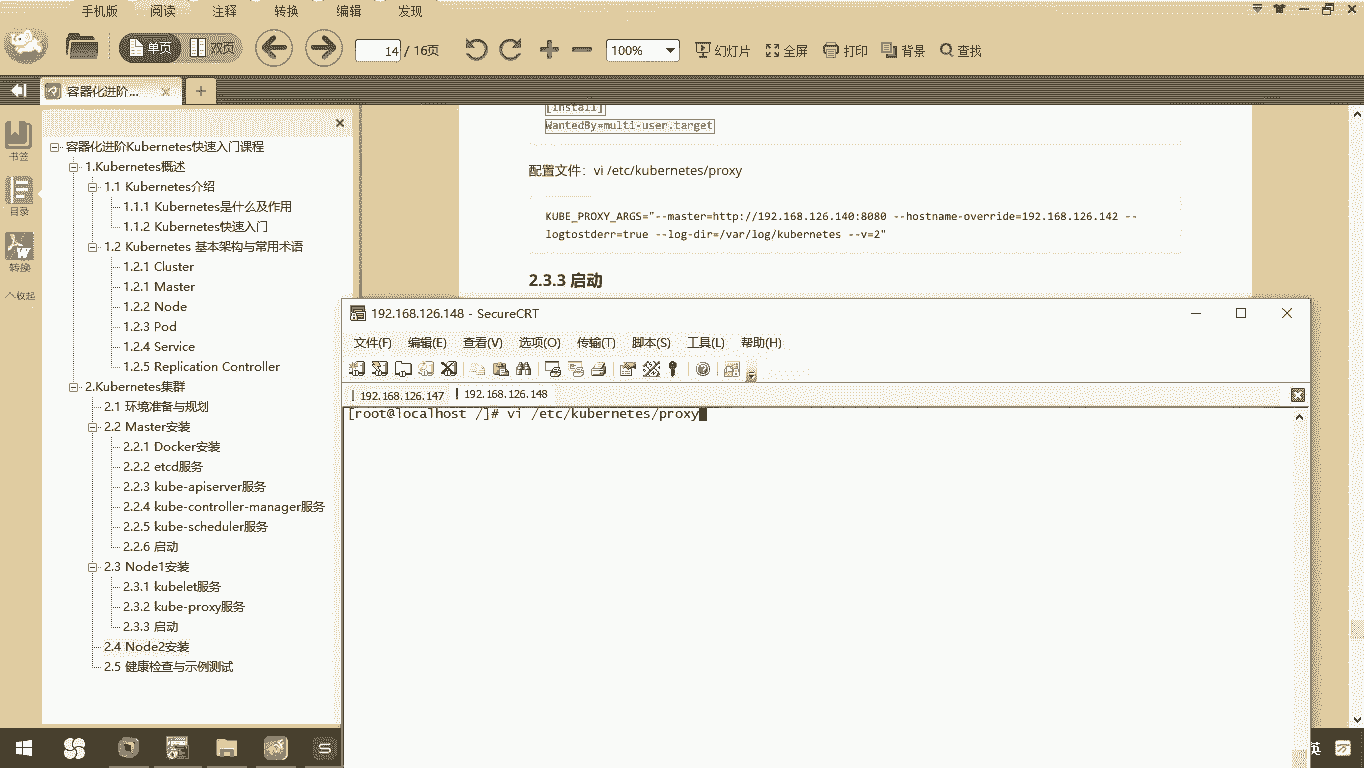 手机版 阅读 注释 转换 编辑 发现
单页 双页 14 / 16页 100% 幻灯片 全屏 打印 背景 查找
容器化进阶...
书签
目录
转换
收起
容器化进阶Kubernetes快速入门课程
1.Kubernetes概述
1.1 Kubernetes介绍
1.1.1 Kubernetes是什么及作用
1.1.2 Kubernetes快速入门
1.2 Kubernetes 基本架构与常用术语
1.2.1 Cluster
1.2.1 Master
1.2.2 Node
1.2.3 Pod
1.2.4 Service
1.2.5 Replication Controller
2.Kubernetes集群
2.1 环境准备与规划
2.2 Master安装
2.2.1 Docker安装
2.2.2 etcd服务
2.2.3 kube-apiserver服务
2.2.4 kube-controller-manager服务
2.2.5 kube-scheduler服务
2.2.6 启动
2.3 Node1安装
2.3.1 kubelet服务
2.3.2 kube-proxy服务
2.3.3 启动
2.4 Node2安装
2.5 健康检查与示例测试
[Install]
WantedBy=multi-user.target
配置文件：vi /etc/kubernetes/proxy
KUBE_PROXY_ARGS="--master=http://192.168.126.140:8080 --hostname-override=192.168.126.142 --
logtostderr=true --log-dir=/var/log/kubernetes --v=2"
2.3.3 启动
192.168.126.148 - SecureCRT
文件(F) 编辑(E) 查看(V) 选项(O) 传输(T) 脚本(S) 工具(L) 帮助(H)
192.168.126.147 192.168.126.148
[root@localhost /]# vi /etc/kubernetes/proxy
英